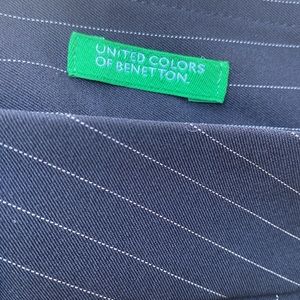 UNITED COLORS
OF BENETTON.